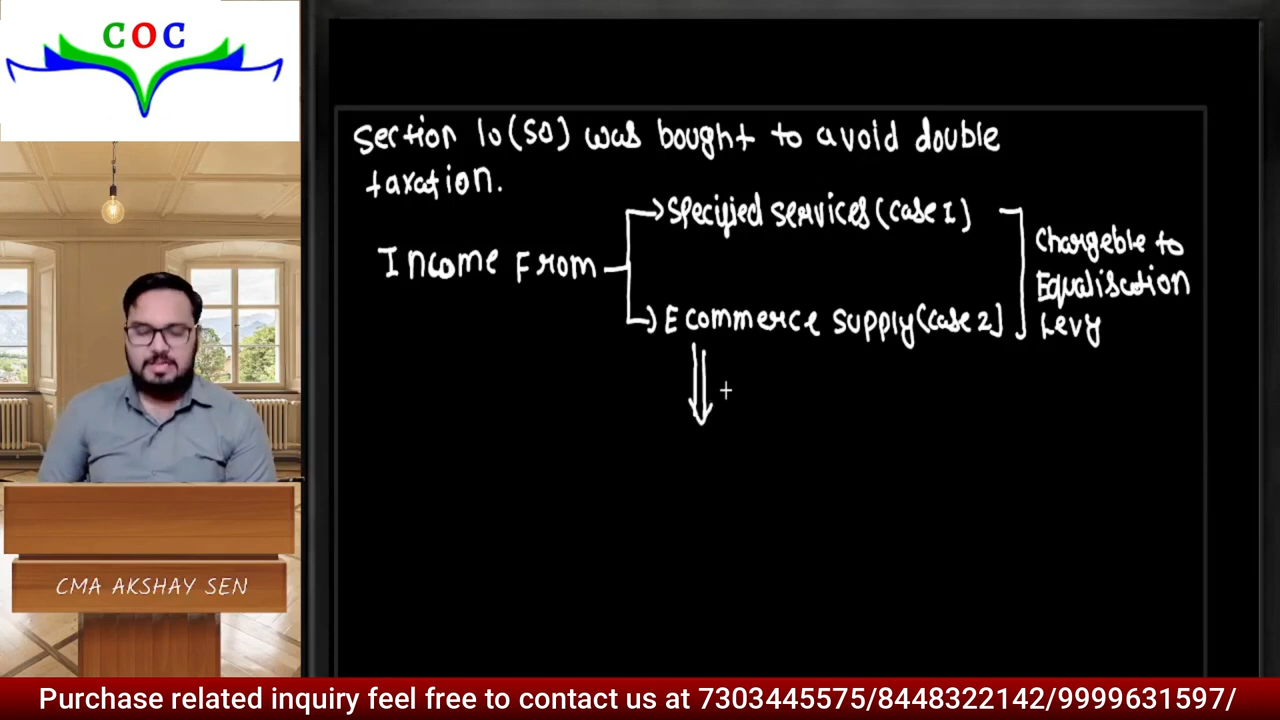 COC
Section 10(50) was bought to avoid double
taxation.
Specified services (Case 1)
Income From
Chargeble to
Equalisation
Levy
Ecommerce supply (case 2)
+
CMA AKSHAY SEN
Purchase related inquiry feel free to contact us at 7303445575/8448322142/9999631597/